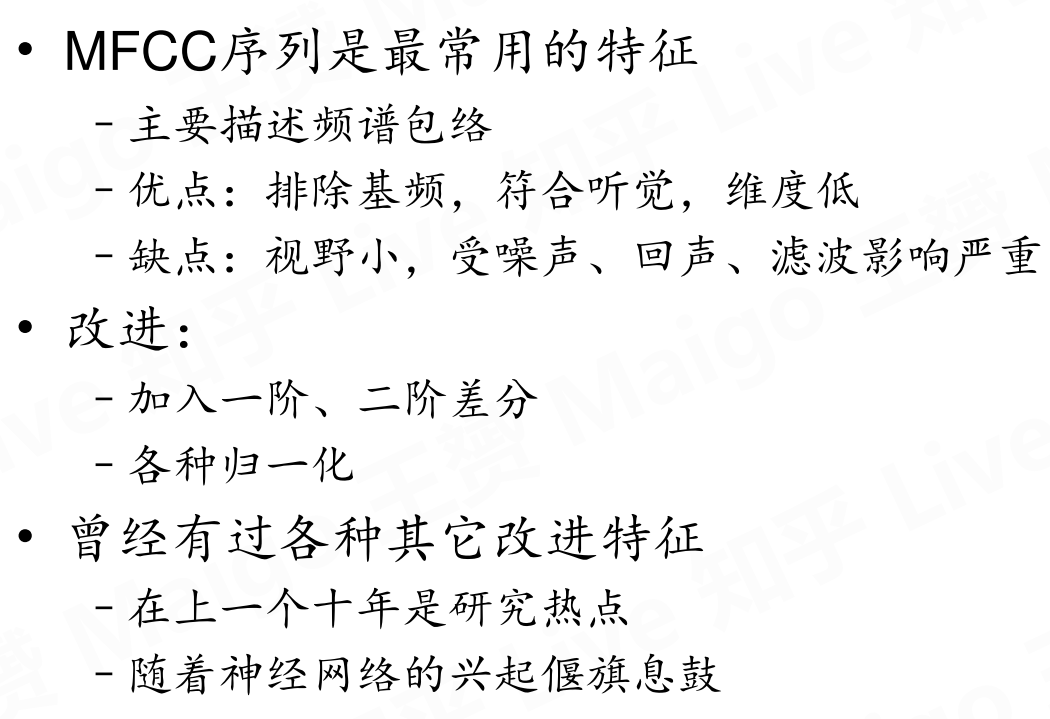 • MFCC序列是最常用的特征
– 主要描述频谱包络
– 优点：排除基频，符合听觉，维度低
– 缺点：视野小，受噪声、回声、滤波影响严重
• 改进：
– 加入一阶、二阶差分
– 各种归一化
• 曾经有过各种其它改进特征
– 在上一个十年是研究热点
– 随着神经网络的兴起偃旗息鼓